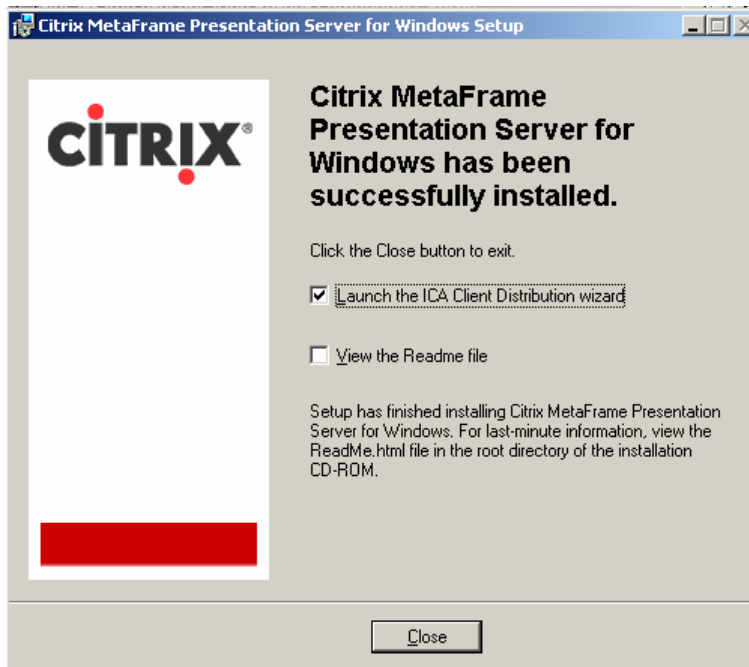 Citrix MetaFrame Presentation Server for Windows Setup
CİTRIX®
Citrix MetaFrame
Presentation Server for
Windows has been
successfully installed.
Click the Close button to exit.
Launch the ICA Client Distribution wizard
View the Readme file
Setup has finished installing Citrix MetaFrame Presentation
Server for Windows. For last-minute information, view the
ReadMe.html file in the root directory of the installation
CD-ROM.
Close